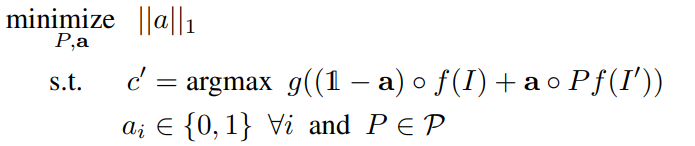 minimize ||a||₁
P,a
s.t. c′ = argmax g((𝟙 − a) ∘ f(I) + a ∘ Pf(I′))
aᵢ ∈ {0, 1} ∀i and P ∈ 𝒫